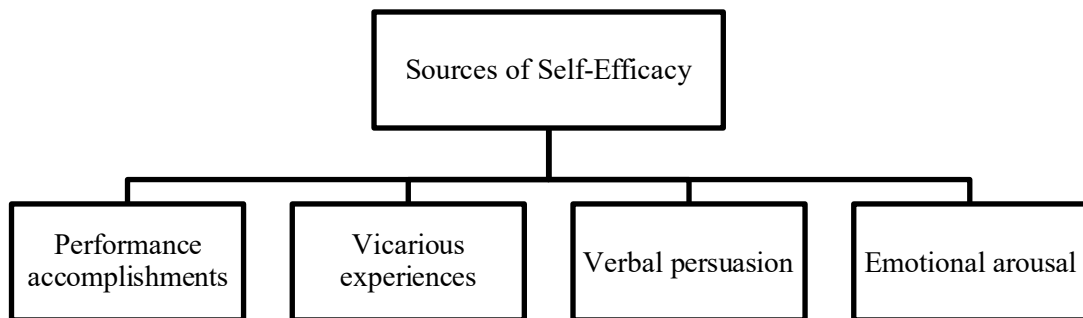 Sources of Self-Efficacy
Performance
accomplishments
Vicarious
experiences
Verbal persuasion
Emotional arousal